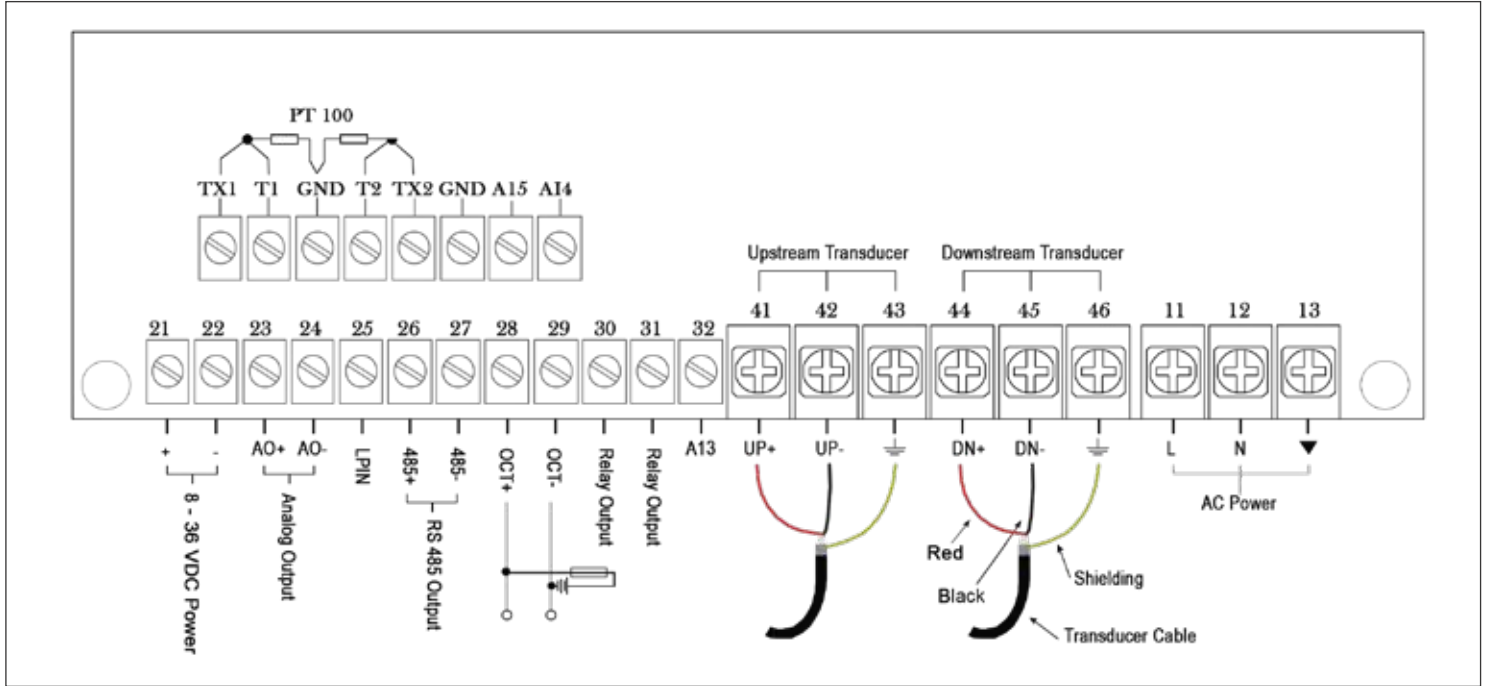 PT 100
TX1 T1 GND T2 TX2 GND A15 AI4
Upstream Transducer Downstream Transducer
21 22 23 24 25 26 27 28 29 30 31 32 41 42 43 44 45 46 11 12 13
+ - AO+ AO- LPIN 485+ 485- OCT+ OCT- Relay Output Relay Output A13 UP+ UP- DN+ DN- L N
8 - 36 VDC Power
Analog Output
RS 485 Output
AC Power
Red
Black
Shielding
Transducer Cable